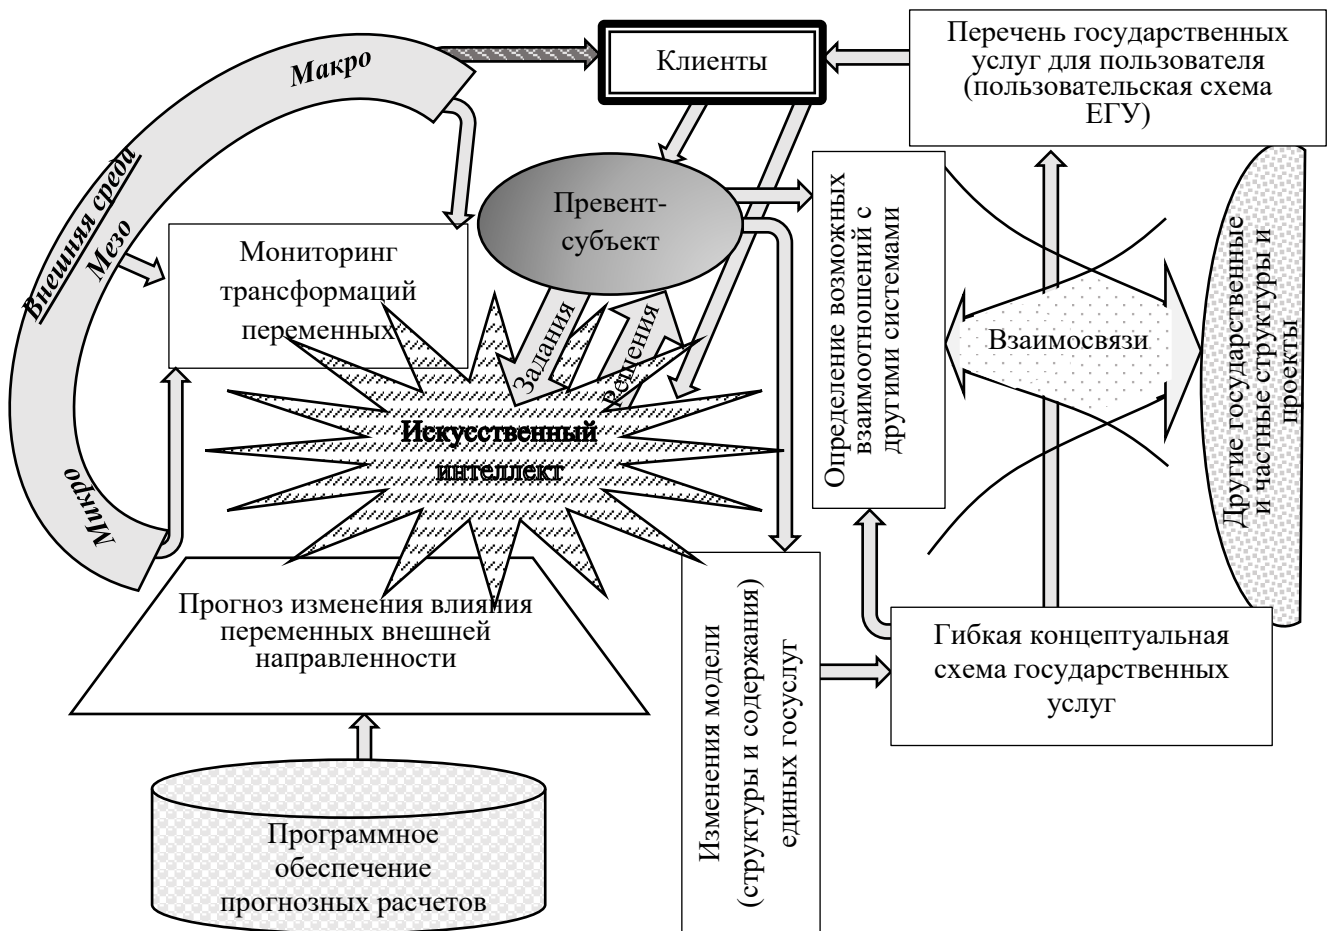 Макро
Внешняя среда
Мезо
Микро
Клиенты
Перечень государственных
услуг для пользователя
(пользовательская схема
ЕГУ)
Превент-
субъект
Мониторинг
трансформаций
переменных
Задания
Решения
Искусственный
интеллект
Определение возможных
взаимоотношений с
другими системами
Взаимосвязи
Другие государственные
и частные структуры и
проекты
Прогноз изменения влияния
переменных внешней
направленности
Программное
обеспечение
прогнозных расчетов
Изменения модели
(структуры и содержания)
единых госуслуг
Гибкая концептуальная
схема государственных
услуг